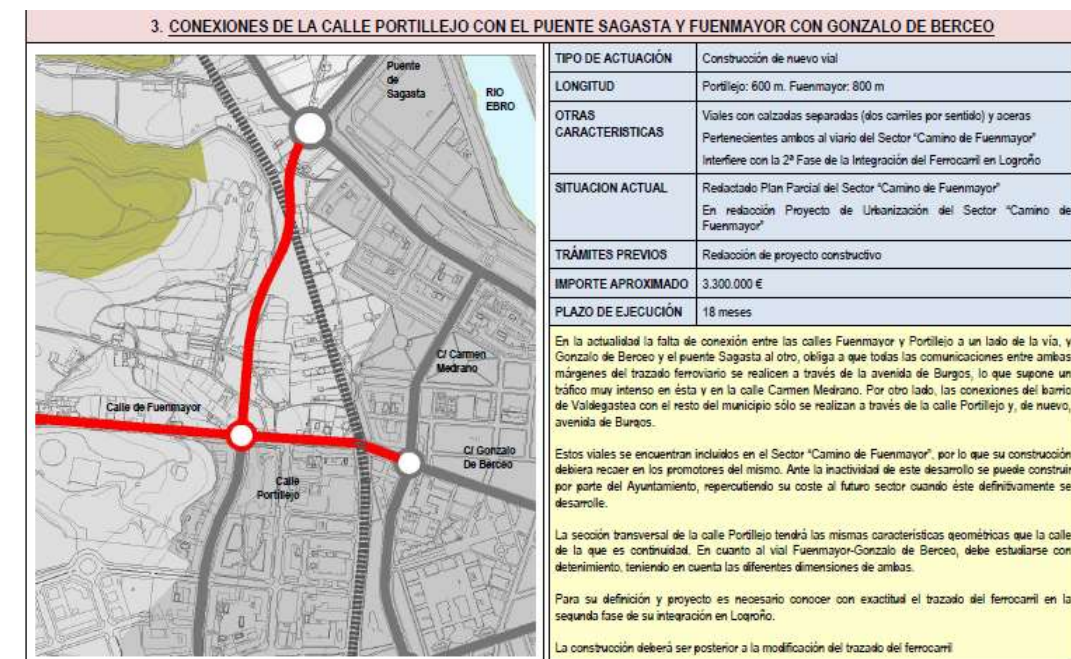 3. CONEXIONES DE LA CALLE PORTILLEJO CON EL PUENTE SAGASTA Y FUENMAYOR CON GONZALO DE BERCEO
Puente
de
Sagasta
RIO
EBRO
C/ Carmen
Medrano
Calle de Fuenmayor
C/ Gonzalo
De Berceo
Calle
Portillejo
TIPO DE ACTUACIÓN
Construcción de nuevo vial
LONGITUD
Portillejo: 600 m. Fuenmayor: 800 m
OTRAS
CARACTERISTICAS
Viales con calzadas separadas (dos carriles por sentido) y aceras
Pertenecientes ambos al viario del Sector "Camino de Fuenmayor"
Interfiere con la 2ª Fase de la Integración del Ferrocarril en Logroño
SITUACION ACTUAL
Redactado Plan Parcial del Sector "Camino de Fuenmayor"
En redacción Proyecto de Urbanización del Sector "Camino de
Fuenmayor"
TRÁMITES PREVIOS
Redacción de proyecto constructivo
IMPORTE APROXIMADO
3.300.000 €
PLAZO DE EJECUCIÓN
18 meses
En la actualidad la falta de conexión entre las calles Fuenmayor y Portillejo a un lado de la vía, y
Gonzalo de Berceo y el puente Sagasta al otro, obliga a que todas las comunicaciones entre ambas
márgenes del trazado ferroviario se realicen a través de la avenida de Burgos, lo que supone un
tráfico muy intenso en ésta y en la calle Carmen Medrano. Por otro lado, las conexiones del barrio
de Valdegastea con el resto del municipio sólo se realizan a través de la calle Portillejo y, de nuevo,
avenida de Burgos.
Estos viales se encuentran incluidos en el Sector "Camino de Fuenmayor", por lo que su construcción
debiera recaer en los promotores del mismo. Ante la inactividad de este desarrollo se puede construir
por parte del Ayuntamiento, repercutiendo su coste al futuro sector cuando éste definitivamente se
desarrolle.
La sección transversal de la calle Portillejo tendrá las mismas características geométricas que la calle
de la que es continuidad. En cuanto al vial Fuenmayor-Gonzalo de Berceo, debe estudiarse con
detenimiento, teniendo en cuenta las diferentes dimensiones de ambas.
Para su definición y proyecto es necesario conocer con exactitud el trazado del ferrocarril en la
segunda fase de su integración en Logroño.
La construcción deberá ser posterior a la modificación del trazado del ferrocarril